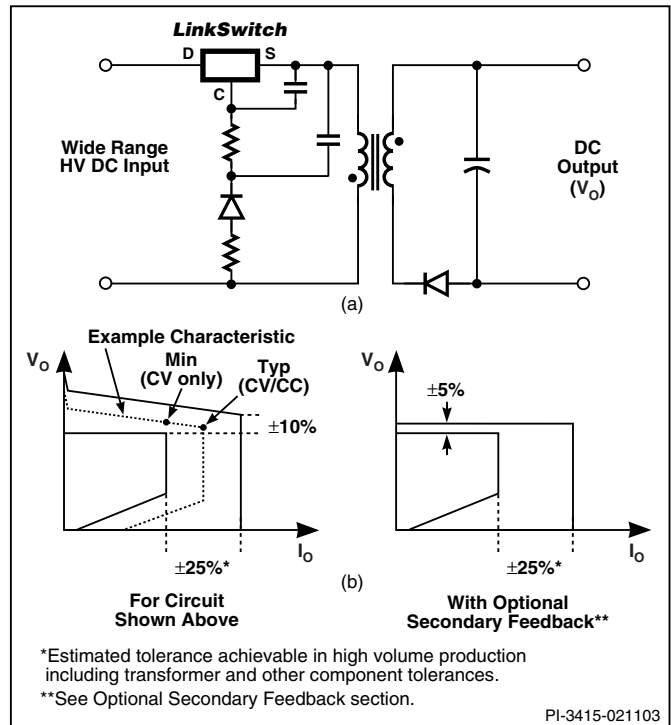 LinkSwitch
D
S
C
Wide Range
HV DC Input
DC
Output
(VO)
(a)
Example Characteristic
VO
Min
(CV only)
Typ
(CV/CC)
±10%
IO
±25%*
For Circuit
Shown Above
VO
±5%
IO
±25%*
(b)
With Optional
Secondary Feedback**
*Estimated tolerance achievable in high volume production
including transformer and other component tolerances.
**See Optional Secondary Feedback section.
PI-3415-021103